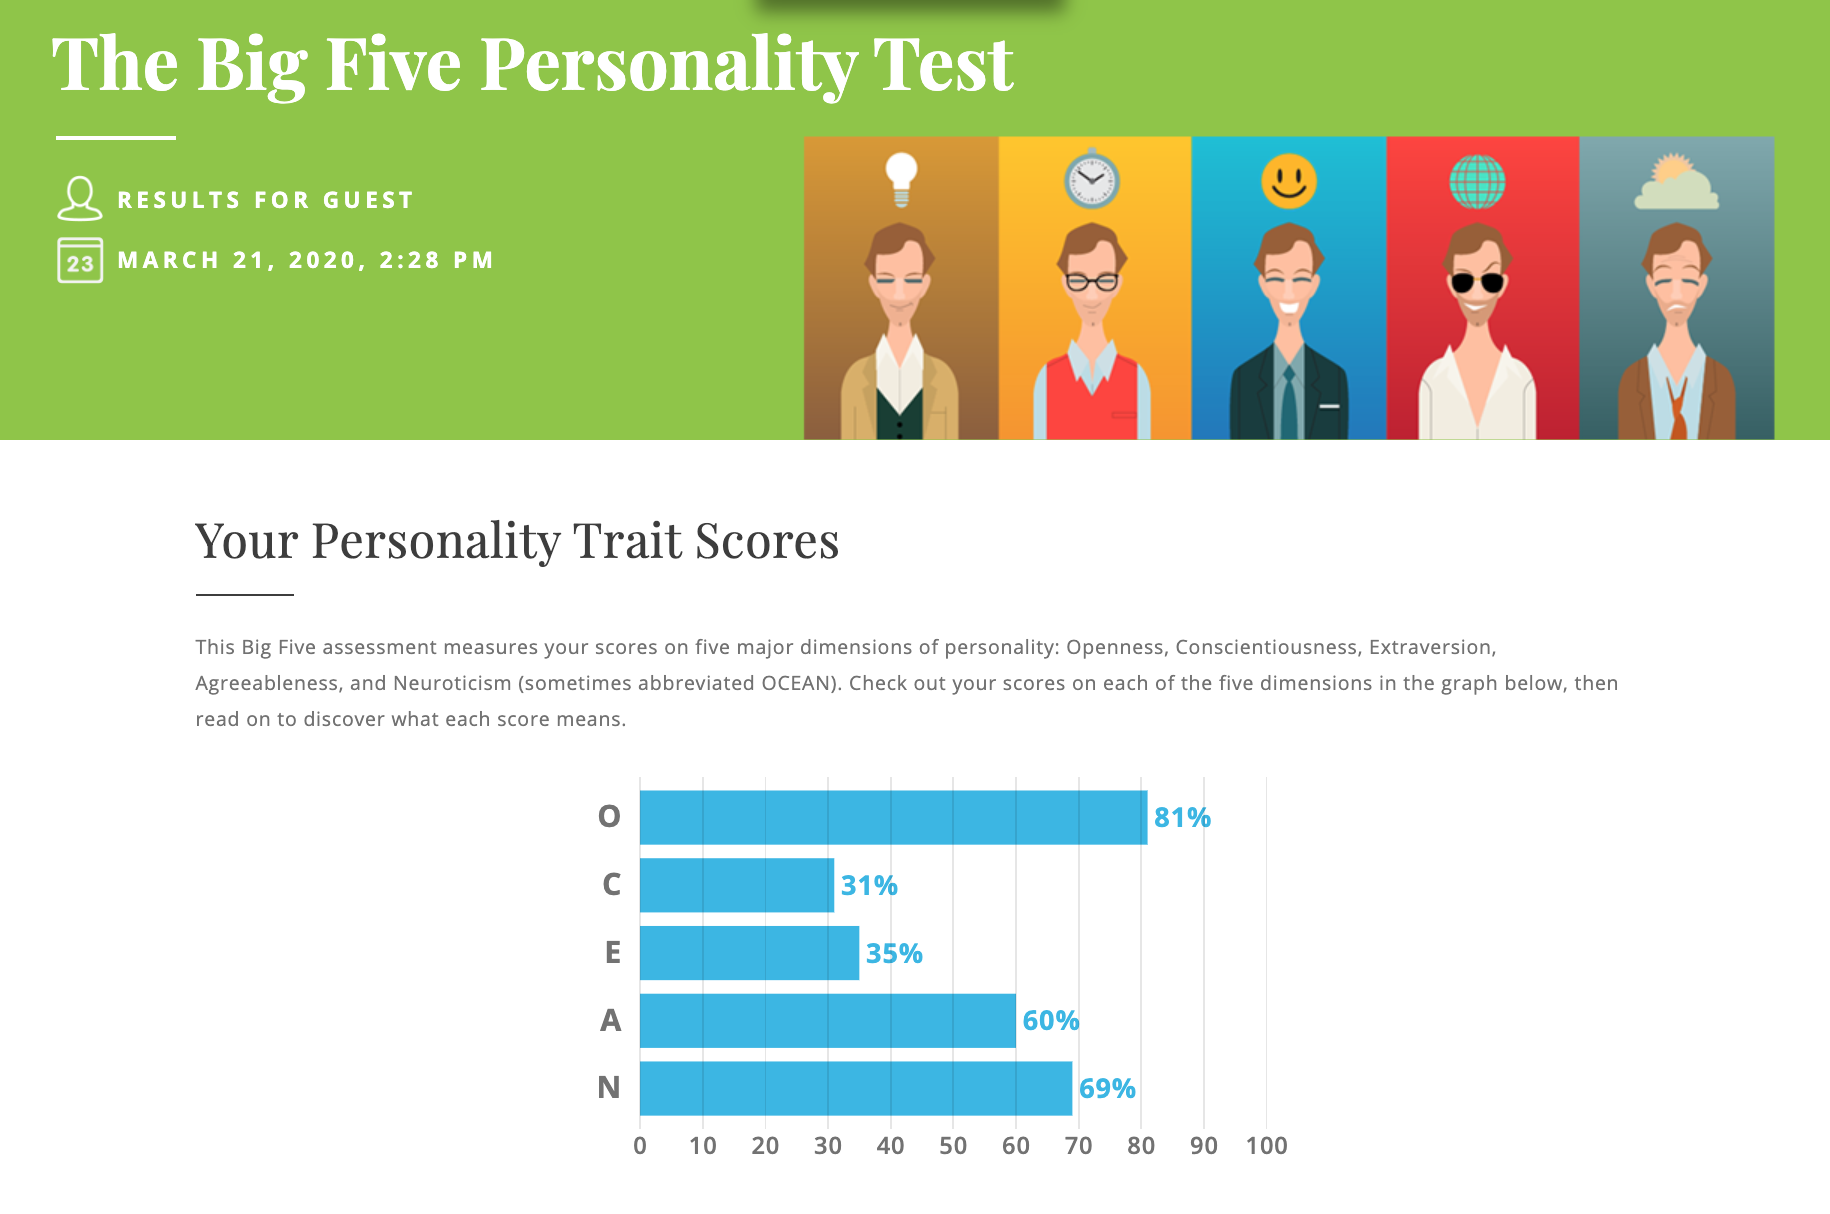 The Big Five Personality Test
RESULTS FOR GUEST
23
MARCH 21, 2020, 2:28 PM
Your Personality Trait Scores
This Big Five assessment measures your scores on five major dimensions of personality: Openness, Conscientiousness, Extraversion,
Agreeableness, and Neuroticism (sometimes abbreviated OCEAN). Check out your scores on each of the five dimensions in the graph below, then
read on to discover what each score means.
O 81%
C 31%
E 35%
A 60%
N 69%
0 10 20 30 40 50 60 70 80 90 100